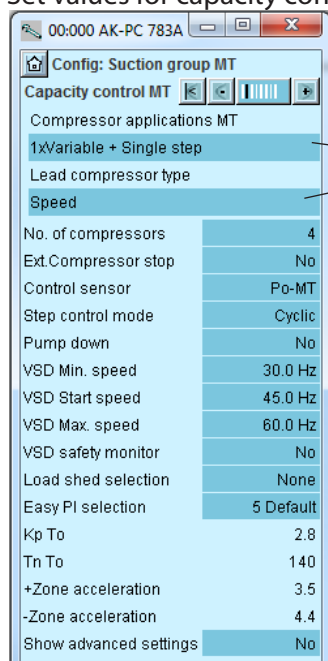 Set values for capacity con
00:000 AK-PC 783A
Config: Suction group MT
Capacity control MT
Compressor applications MT
1xVariable + Single step
Lead compressor type
Speed
No. of compressors 4
Ext.Compressor stop No
Control sensor Po-MT
Step control mode Cyclic
Pump down No
VSD Min. speed 30.0 Hz
VSD Start speed 45.0 Hz
VSD Max. speed 60.0 Hz
VSD safety monitor No
Load shed selection None
Easy PI selection 5 Default
Kp To 2.8
Tn To 140
+Zone acceleration 3.5
-Zone acceleration 4.4
Show advanced settings No